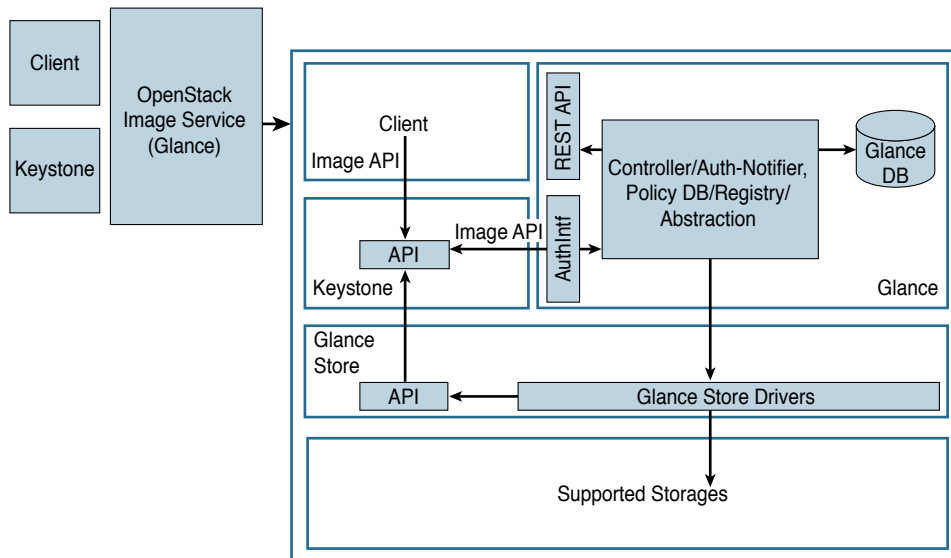 Client
Keystone
OpenStack
Image Service
(Glance)
Client
Image API
API
Keystone
Image API
REST API
AuthIntf
Controller/Auth-Notifier,
Policy DB/Registry/
Abstraction
Glance
DB
Glance
Glance
Store
API
Glance Store Drivers
Supported Storages